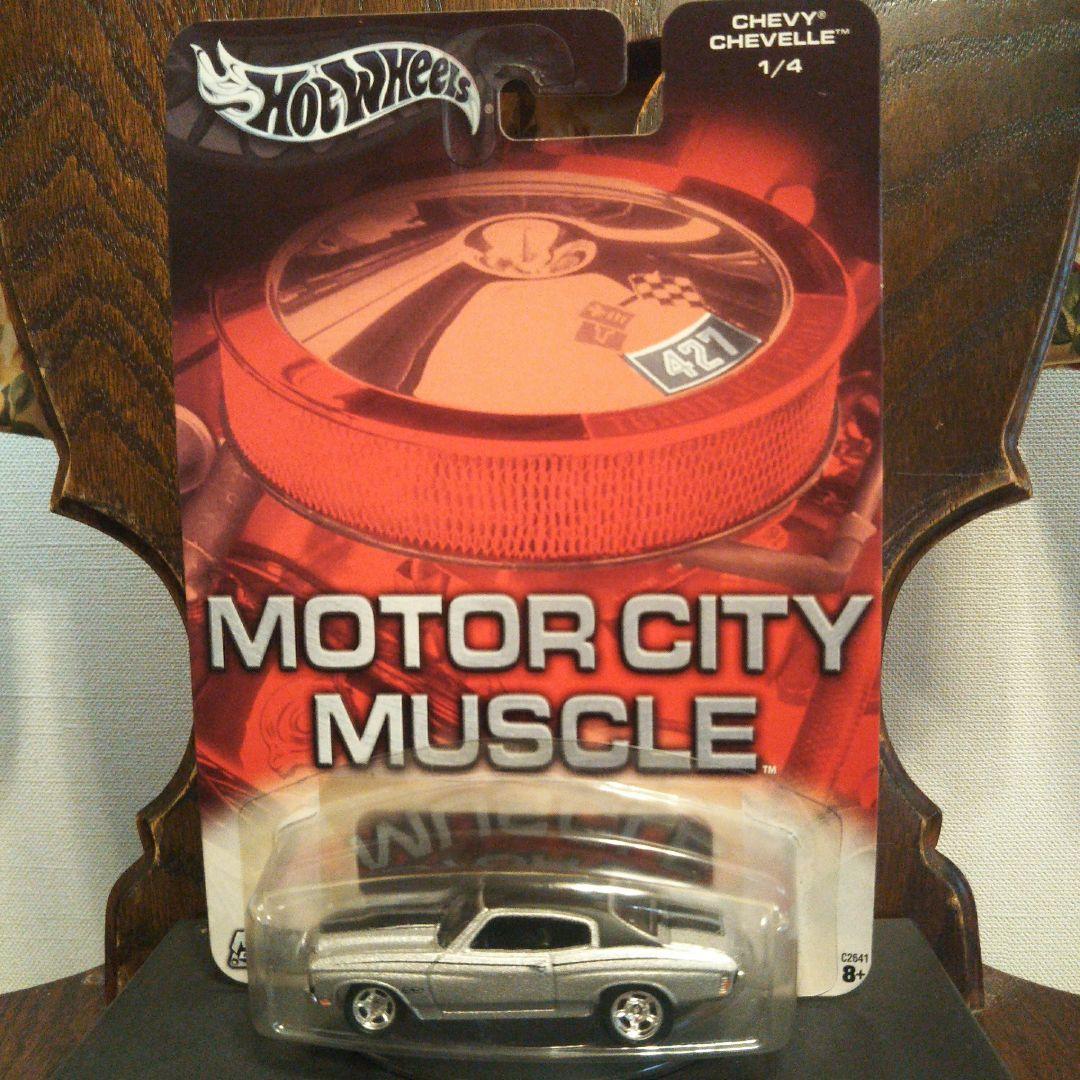 Hot Wheels
CHEVY®
CHEVELLE™
1/4
427
MOTOR CITY
MUSCLE™
C2641
8+